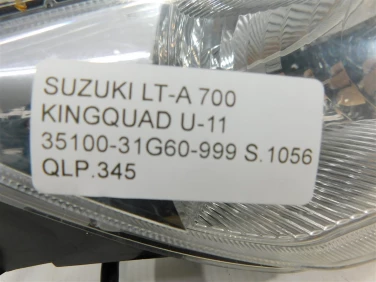 SUZUKI LT-A 700
KINGQUAD U-11
35100-31G60-999 S.1056
QLP.345